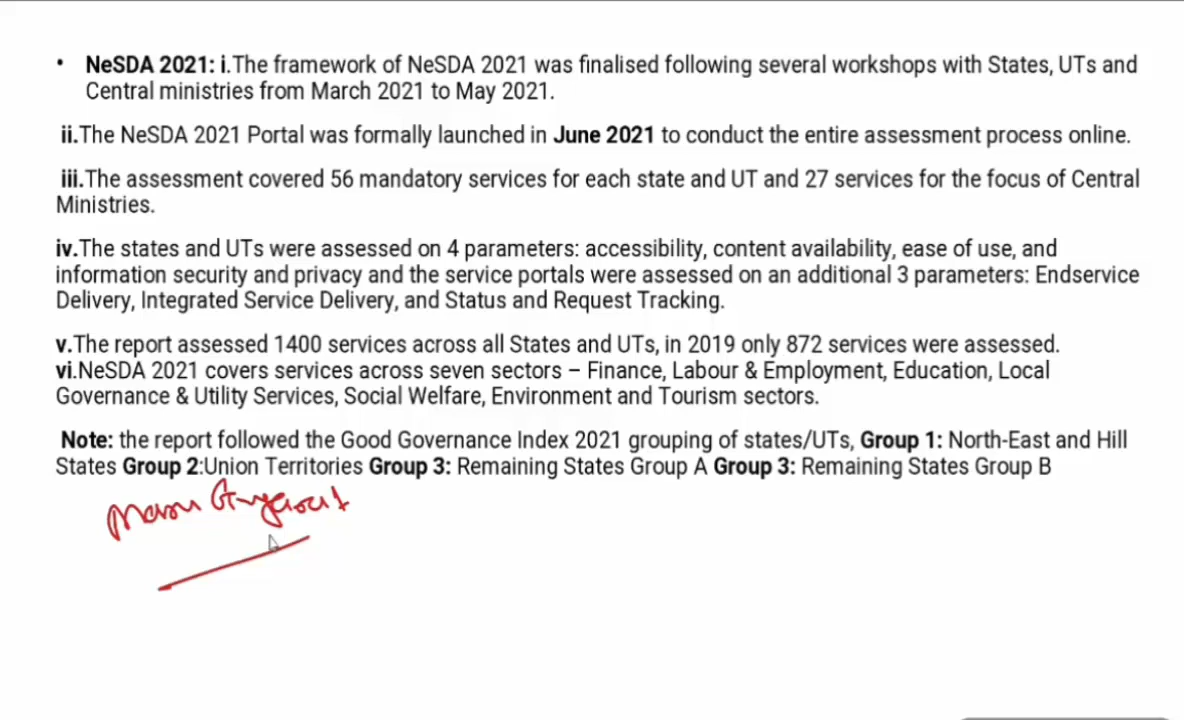 • NeSDA 2021: i.The framework of NeSDA 2021 was finalised following several workshops with States, UTs and
Central ministries from March 2021 to May 2021.
ii.The NeSDA 2021 Portal was formally launched in June 2021 to conduct the entire assessment process online.
iii.The assessment covered 56 mandatory services for each state and UT and 27 services for the focus of Central
Ministries.
iv.The states and UTs were assessed on 4 parameters: accessibility, content availability, ease of use, and
information security and privacy and the service portals were assessed on an additional 3 parameters: Endservice
Delivery, Integrated Service Delivery, and Status and Request Tracking.
v.The report assessed 1400 services across all States and UTs, in 2019 only 872 services were assessed.
vi.NeSDA 2021 covers services across seven sectors – Finance, Labour & Employment, Education, Local
Governance & Utility Services, Social Welfare, Environment and Tourism sectors.
Note: the report followed the Good Governance Index 2021 grouping of states/UTs, Group 1: North-East and Hill
States Group 2:Union Territories Group 3: Remaining States Group A Group 3: Remaining States Group B